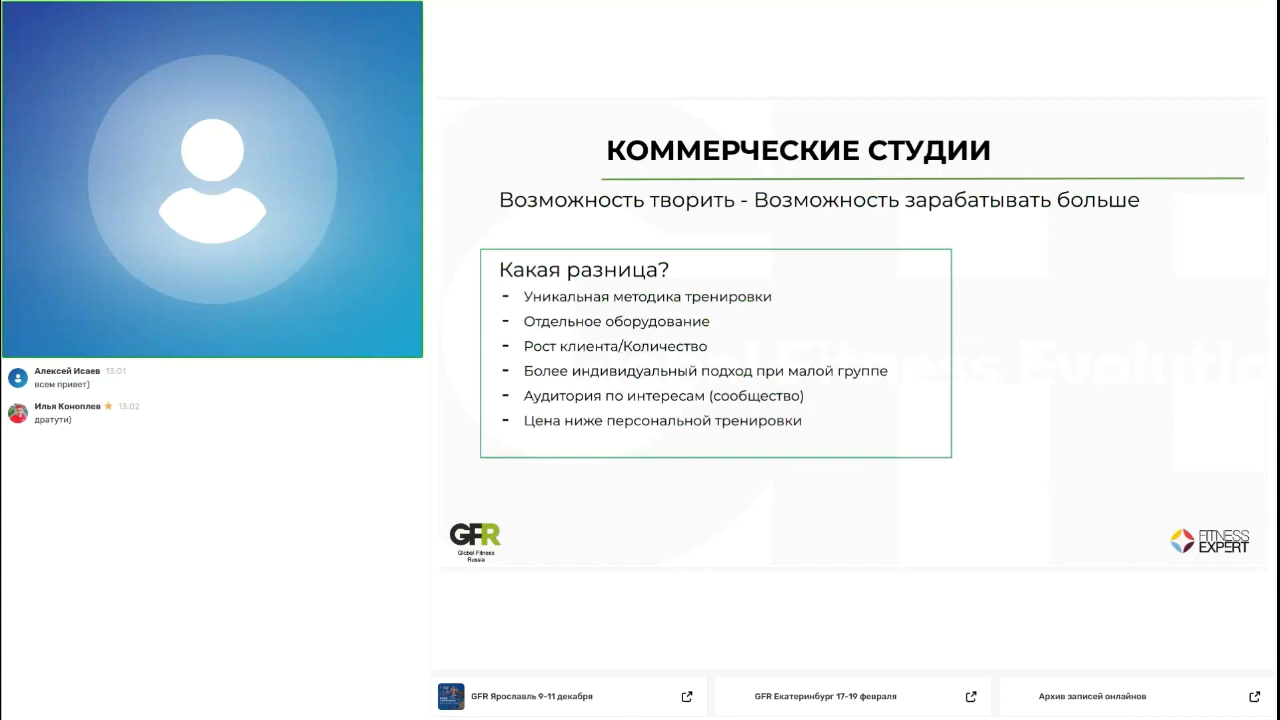 Алексей Исаев 13:01
всем привет)
Илья Коноплев 13:02
дратути)
КОММЕРЧЕСКИЕ СТУДИИ
Возможность творить - Возможность зарабатывать больше
Какая разница?
- Уникальная методика тренировки
- Отдельное оборудование
- Рост клиента/Количество
- Более индивидуальный подход при малой группе
- Аудитория по интересам (сообщество)
- Цена ниже персональной тренировки
GFR
Global Fitness
Russia
FITNESS
EXPERT
GFR Ярославль 9-11 декабря
GFR Екатеринбург 17-19 февраля
Архив записей онлайнов